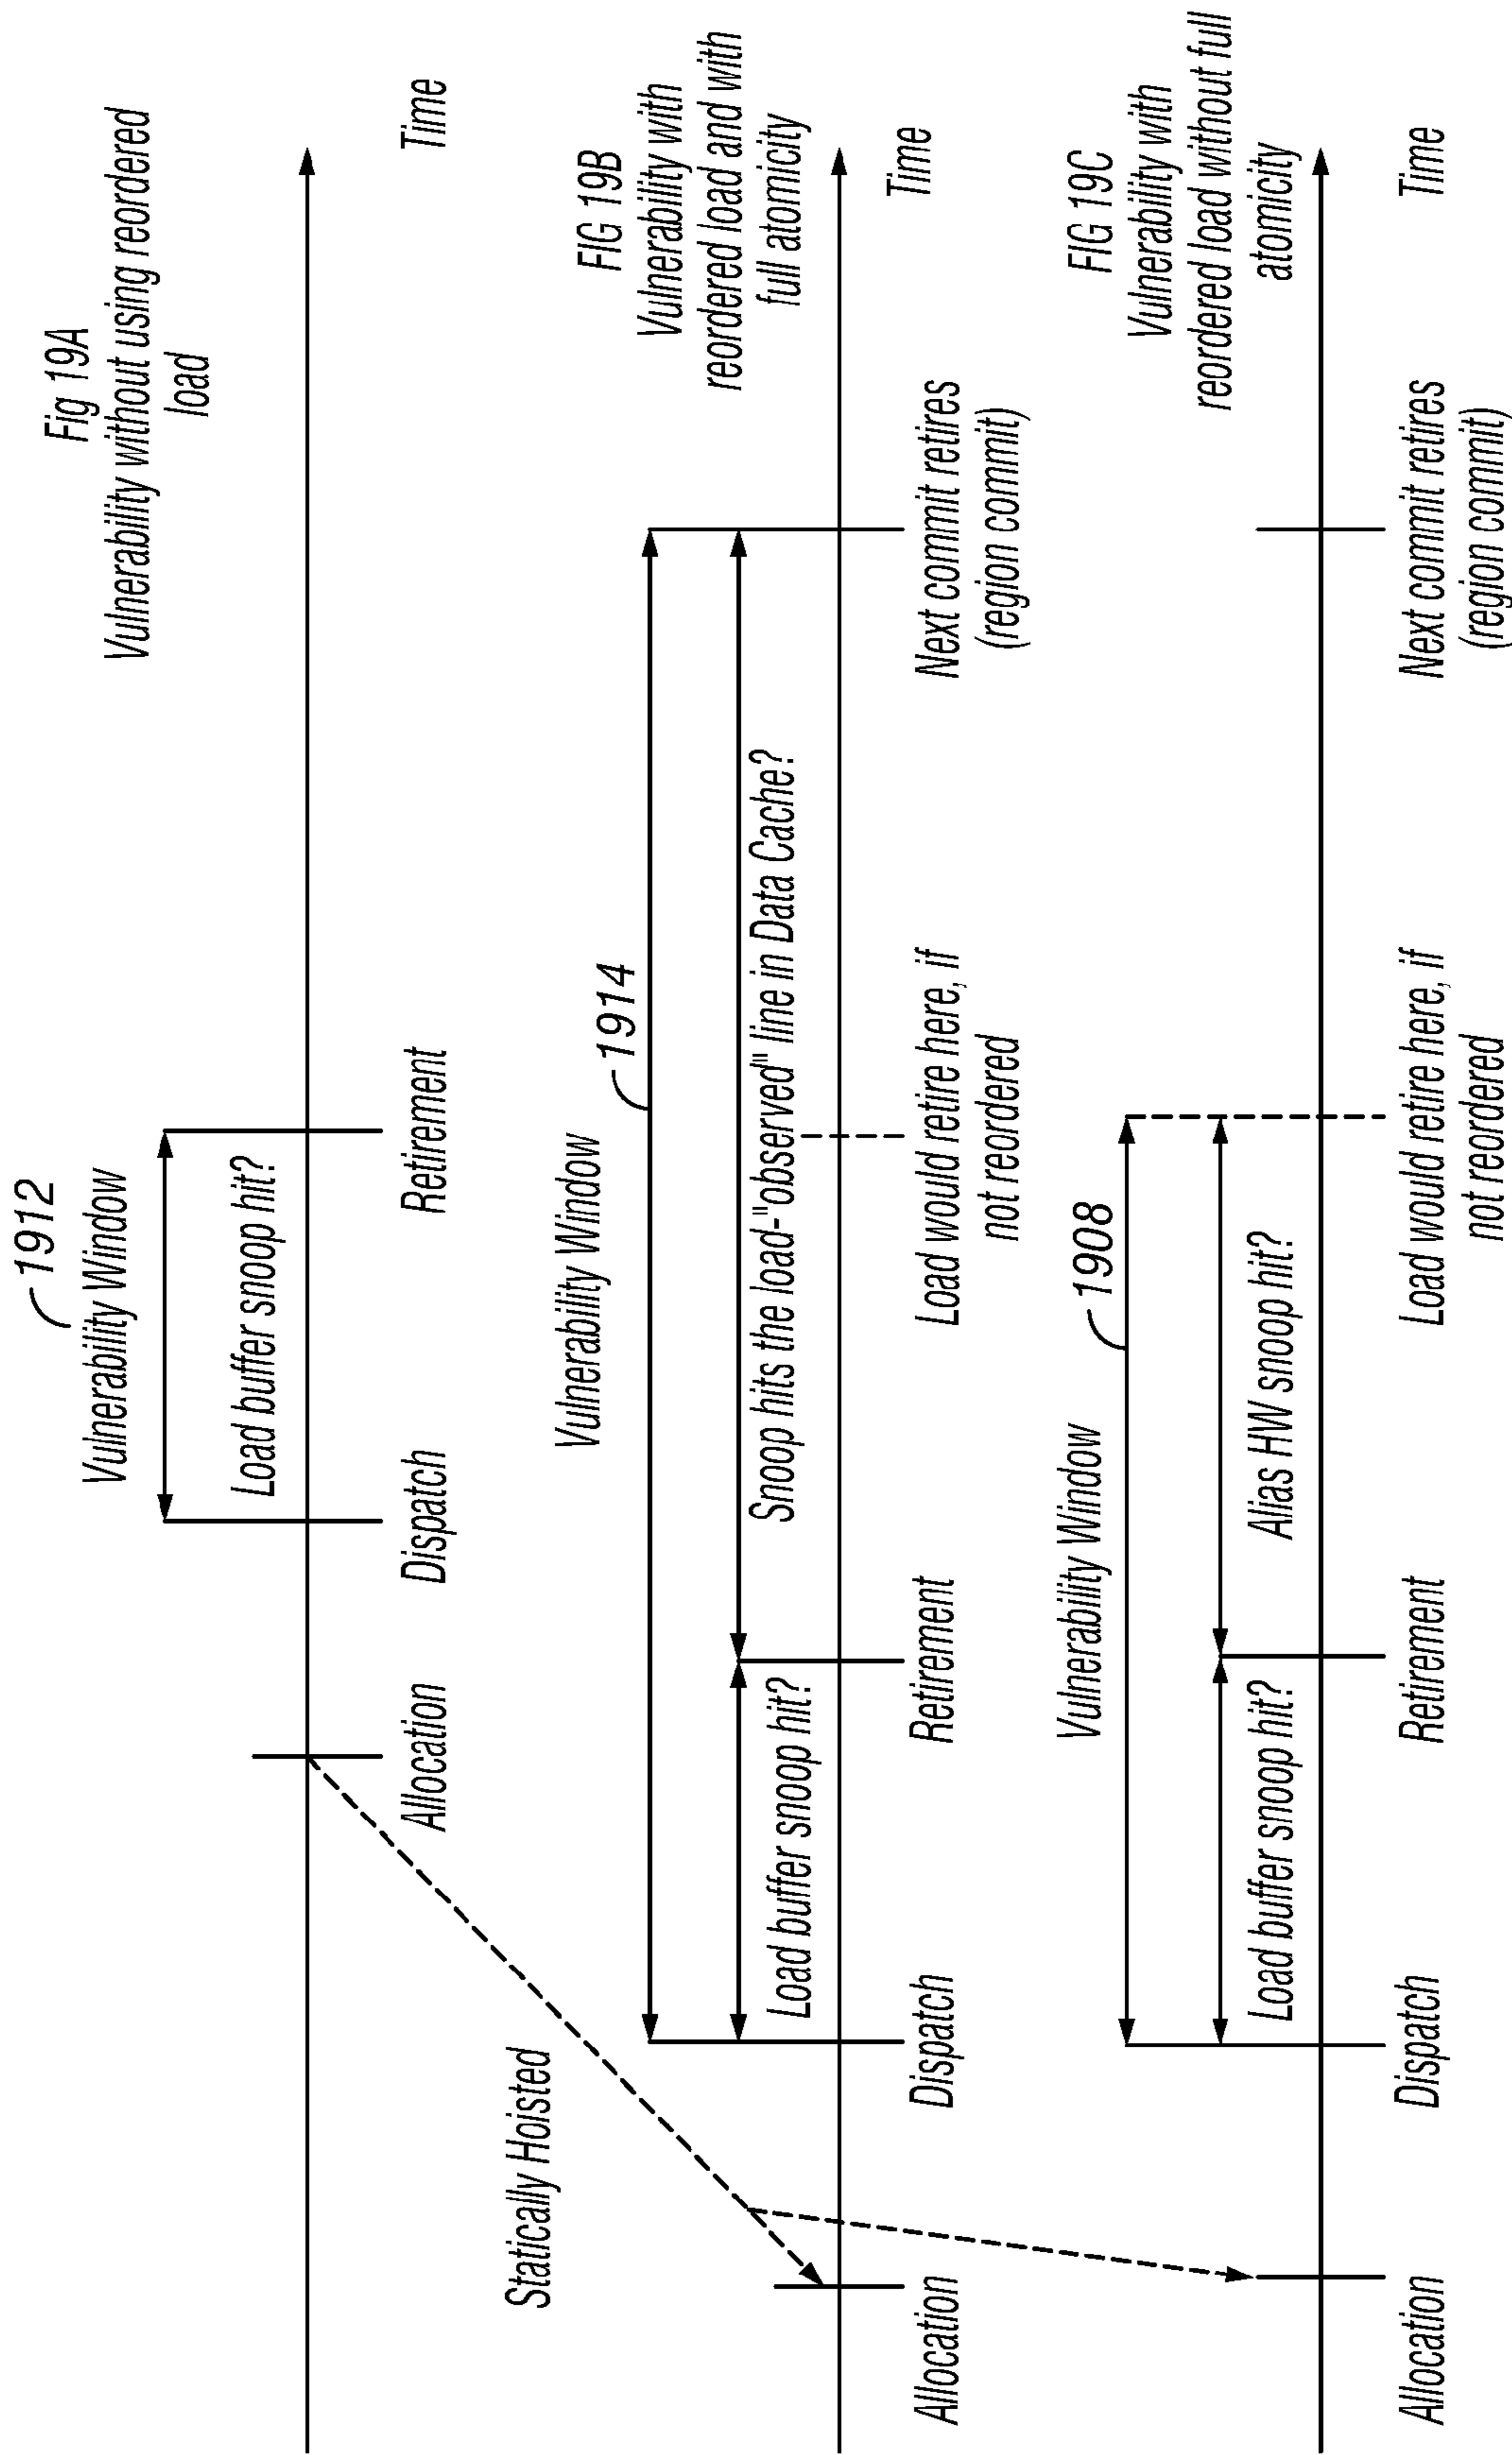 Fig 19A
Vulnerability without using reordered
load
1912
Vulnerability Window
Load buffer snoop hit?
Allocation
Dispatch
Retirement
Time
Statically Hoisted
FIG 19B
Vulnerability with
reordered load and with
full atomicity
1914
Vulnerability Window
Load buffer snoop hit?
Snoop hits the load-"observed" line in Data Cache?
Allocation
Dispatch
Retirement
Load would retire here, if
not reordered
Next commit retires
(region commit)
Time
FIG 19C
Vulnerability with
reordered load without full
atomicity
1908
Vulnerability Window
Load buffer snoop hit?
Alias HW snoop hit?
Allocation
Dispatch
Retirement
Load would retire here, if
not reordered
Next commit retires
(region commit)
Time